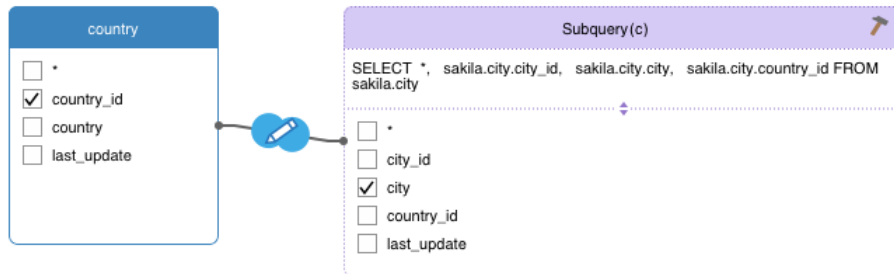 country
*
country_id
country
last_update
Subquery(c)
SELECT *, sakila.city.city_id, sakila.city.city, sakila.city.country_id FROM
sakila.city
*
city_id
city
country_id
last_update